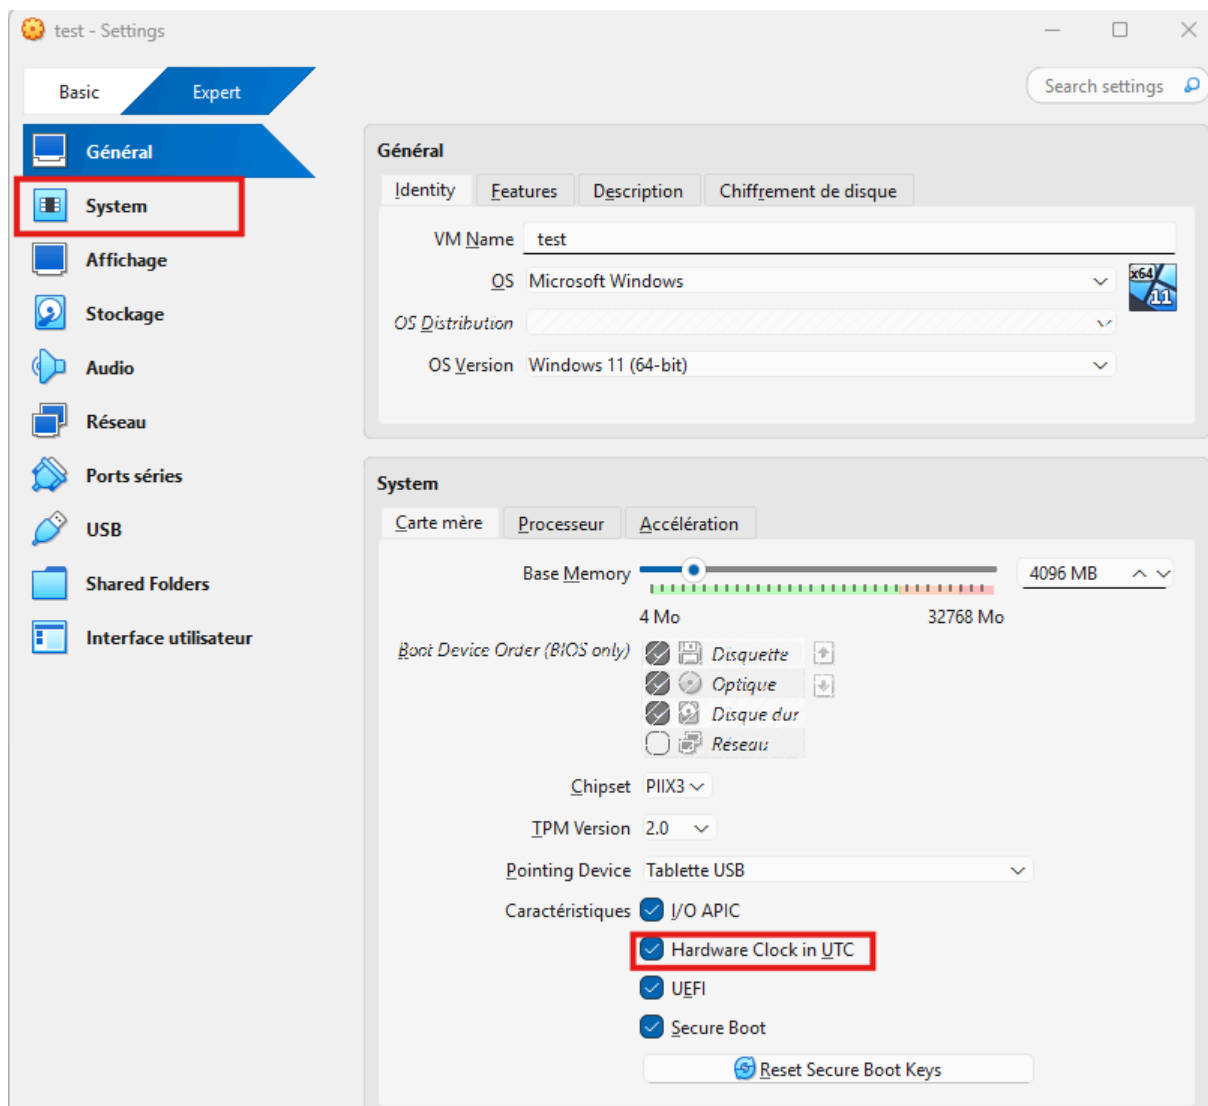 test - Settings
Basic
Expert
Search settings
Général
System
Affichage
Stockage
Audio
Réseau
Ports séries
USB
Shared Folders
Interface utilisateur
Général
Identity Features Description Chiffrement de disque
VM Name test
OS Microsoft Windows
x64
11
OS Distribution
OS Version Windows 11 (64-bit)
System
Carte mère Processeur Accélération
Base Memory 4096 MB
4 Mo 32768 Mo
Boot Device Order (BIOS only) Disquette
Optique
Disque dur
Réseau
Chipset PIIX3
TPM Version 2.0
Pointing Device Tablette USB
Caractéristiques I/O APIC
Hardware Clock in UTC
UEFI
Secure Boot
Reset Secure Boot Keys